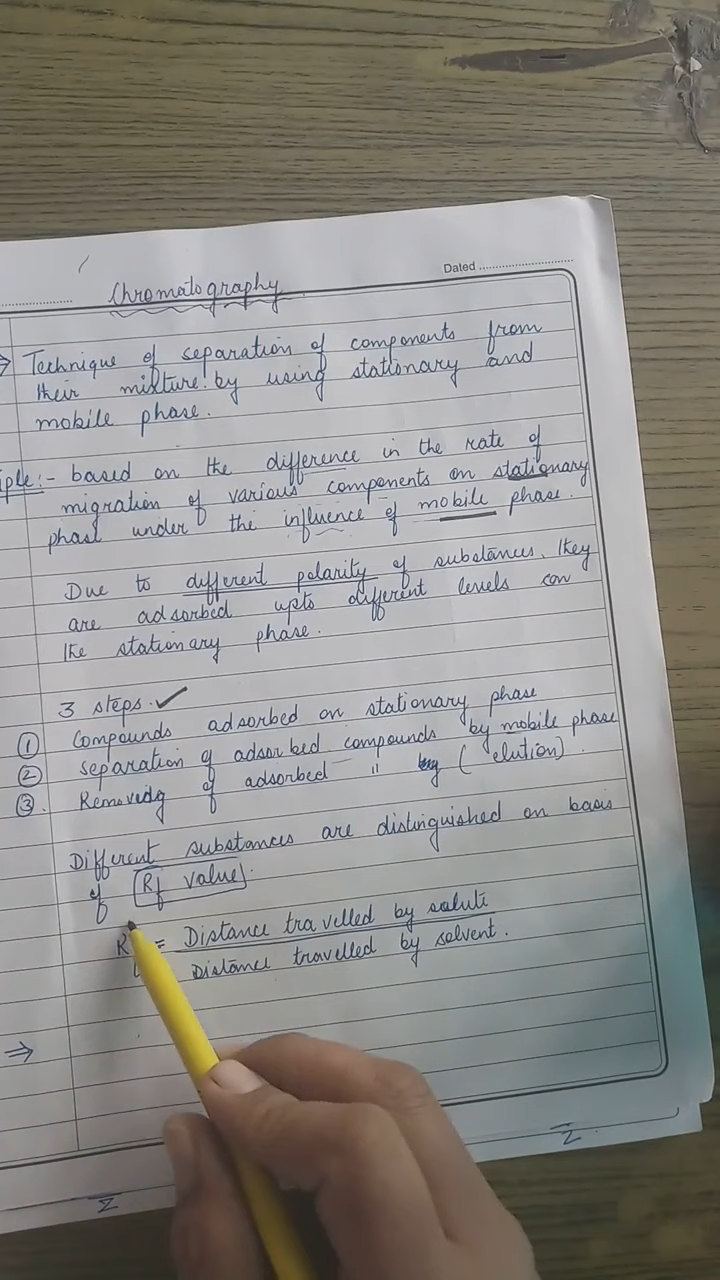 Dated
Chromatography
Technique of separation of components from
their mixture by using stationary and
mobile phase.
iple:- based on the difference in the rate of
migration of various components on stationary
phase under the influence of mobile phase.
Due to different polarity of substances, they
are adsorbed upto different levels on
the stationary phase.
3 steps.
① Compounds adsorbed on stationary phase
② separation of adsorbed compounds by mobile phase
③. Removedg of adsorbed " by (elution).
Different substances are distinguished on basis
of Rf value.
R = Distance travelled by solute
Distance travelled by solvent.